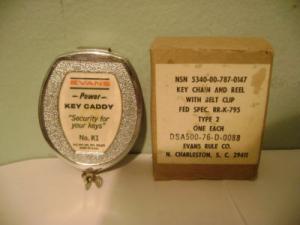 EVANS
Power
KEY CADDY
"Security for
your keys"
No. K1
NSN 5340-00-787-0147
KEY CHAIN AND REEL
WITH BELT CLIP
FED SPEC. RR-K-795
TYPE 2
ONE EACH
DSA500-76-D-008B
EVANS RULE CO.
N. CHARLESTON, S. C. 29411